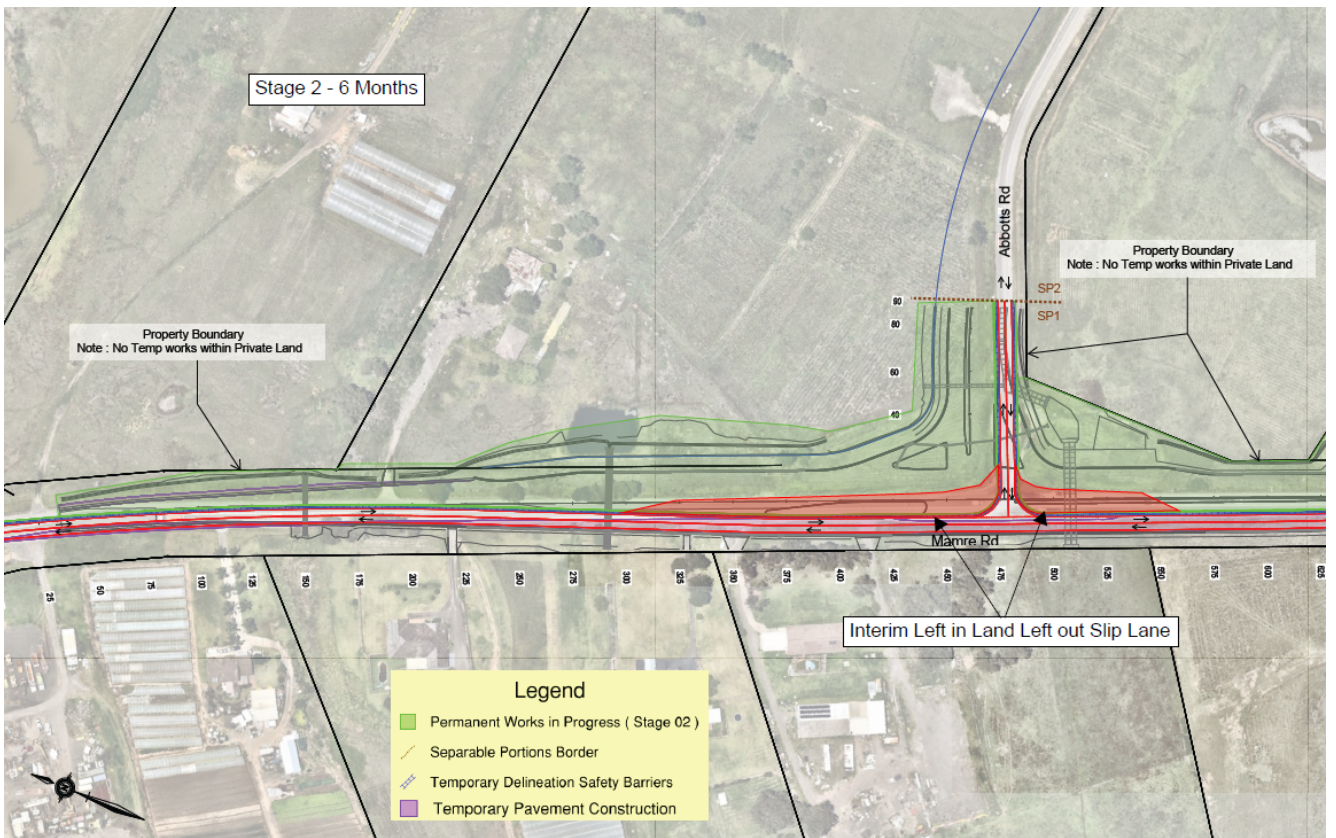 Stage 2 - 6 Months
Abbotts Rd
Property Boundary
Note : No Temp works within Private Land
SP2
SP1
90
80
60
40
Property Boundary
Note : No Temp works within Private Land
Mamre Rd
25
50
75
100
125
150
175
200
225
250
275
300
325
350
375
400
425
450
475
500
525
550
575
600
625
Interim Left in Land Left out Slip Lane
Legend
Permanent Works in Progress ( Stage 02 )
Separable Portions Border
Temporary Delineation Safety Barriers
Temporary Pavement Construction